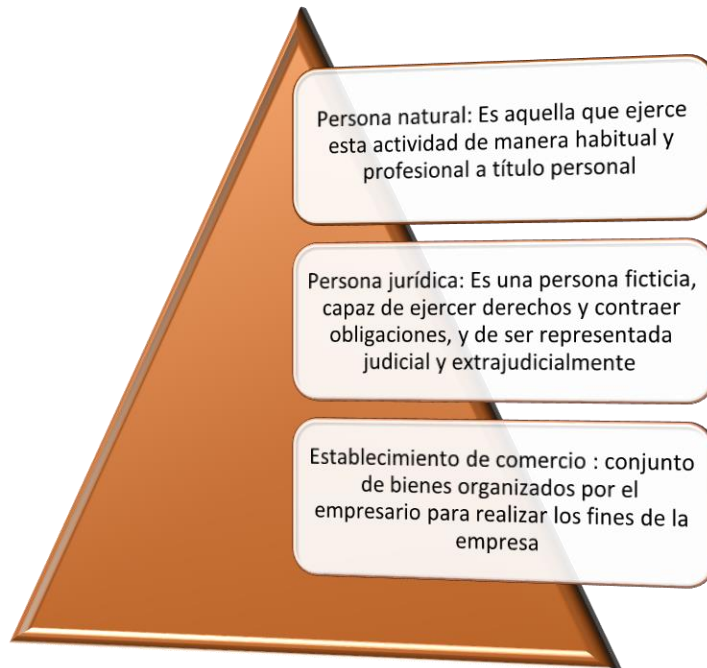 Persona natural: Es aquella que ejerce
esta actividad de manera habitual y
profesional a título personal
Persona jurídica: Es una persona ficticia,
capaz de ejercer derechos y contraer
obligaciones, y de ser representada
judicial y extrajudicialmente
Establecimiento de comercio : conjunto
de bienes organizados por el
empresario para realizar los fines de la
empresa